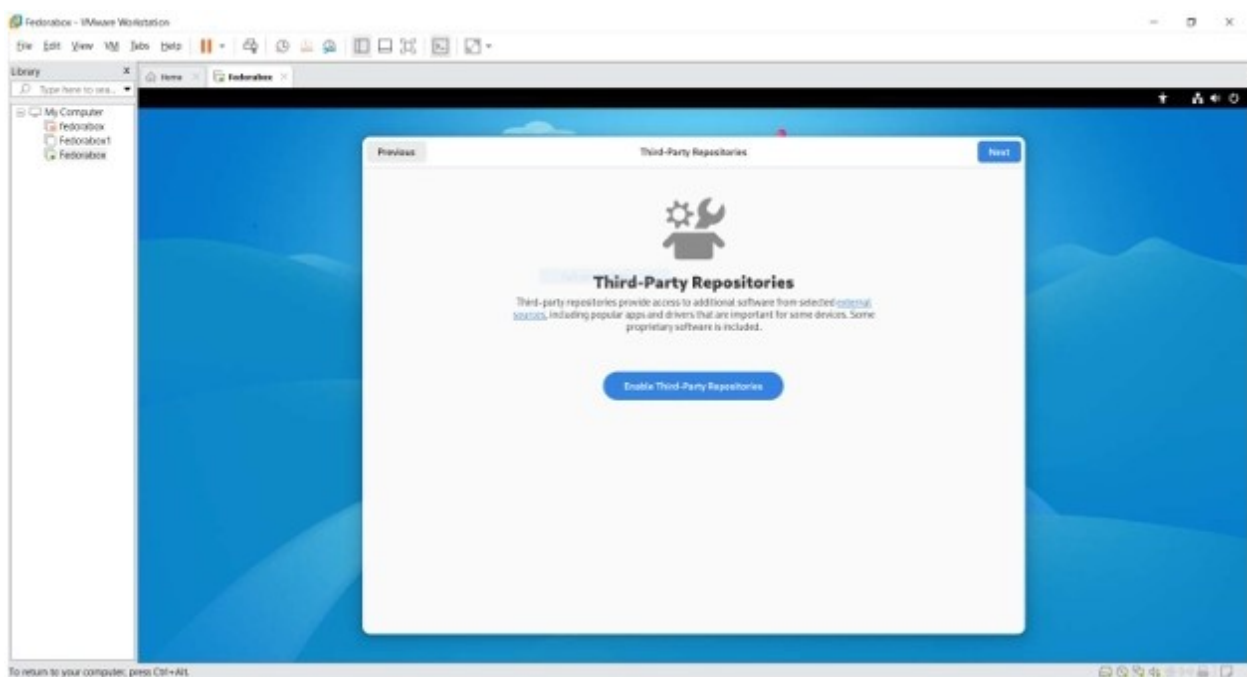 Fedorabox - VMware Workstation
File Edit View VM Tabs Help
Library
Type here to sea...
Home
Fedorabox
My Computer
fedorabox
Fedorabox1
Fedorabox
Previous
Third-Party Repositories
Next
Third-Party Repositories
Third-party repositories provide access to additional software from selected external
sources, including popular apps and drivers that are important for some devices. Some
proprietary software is included.
Enable Third-Party Repositories
To return to your computer, press Ctrl+Alt.